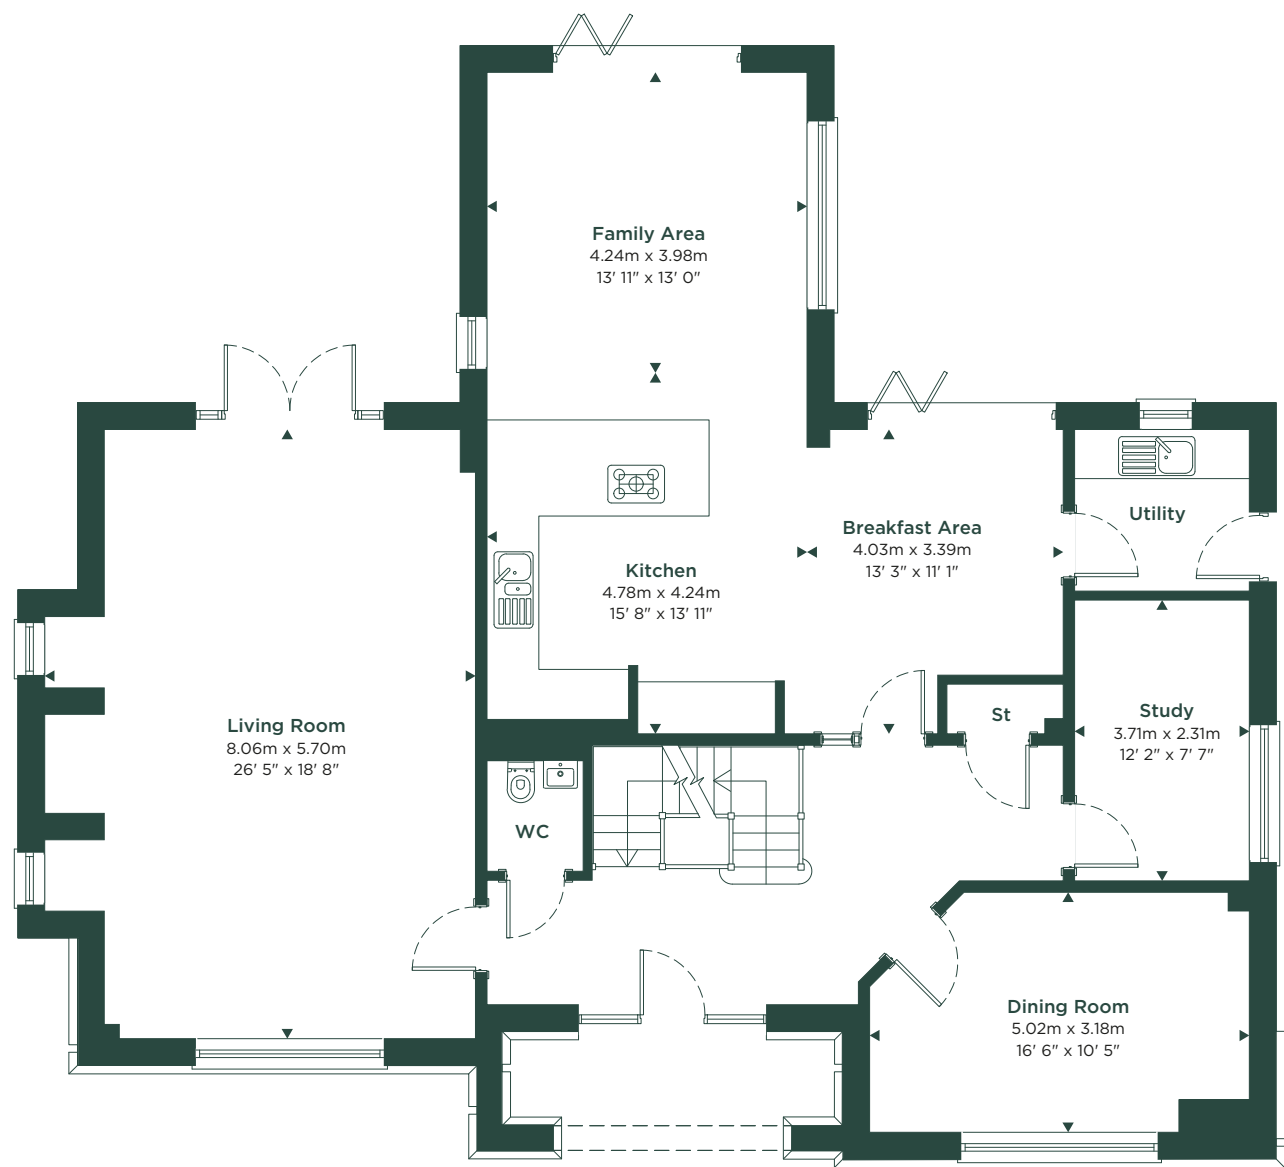 Family Area
4.24m x 3.98m
13' 11" x 13' 0"
Utility
Breakfast Area
4.03m x 3.39m
13' 3" x 11' 1"
Kitchen
4.78m x 4.24m
15' 8" x 13' 11"
Living Room
8.06m x 5.70m
26' 5" x 18' 8"
St
Study
3.71m x 2.31m
12' 2" x 7' 7"
WC
Dining Room
5.02m x 3.18m
16' 6" x 10' 5"